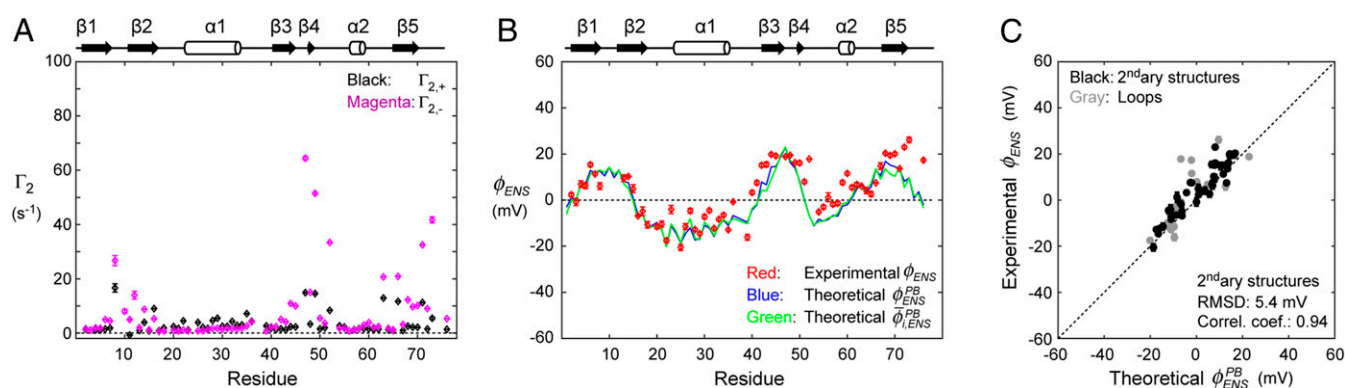 A
β1 β2 α1 β3 β4 α2 β5
Black: Γ2,+
Magenta: Γ2,-
Γ2
(s-1)
100
80
60
40
20
0
10 20 30 40 50 60 70
Residue
B
β1 β2 α1 β3 β4 α2 β5
ϕENS
(mV)
60
40
20
0
-20
-40
-60
Red: Experimental ϕENS
Blue: Theoretical ϕPBENS
Green: Theoretical ϕ̄PBi,ENS
10 20 30 40 50 60 70
Residue
C
Black: 2ndary structures
Gray: Loops
Experimental ϕENS (mV)
60
40
20
0
-20
-40
-60
2ndary structures
RMSD: 5.4 mV
Correl. coef.: 0.94
-60 -40 -20 0 20 40 60
Theoretical ϕPBENS (mV)